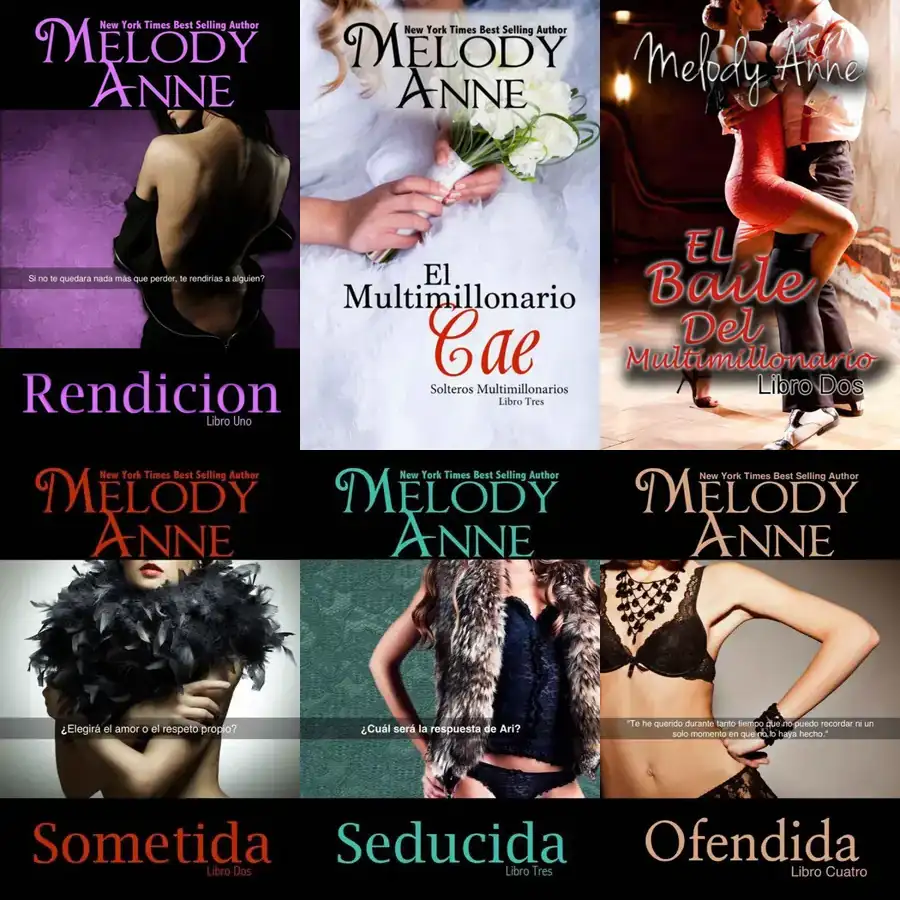 New York Times Best Selling Author
MELODY
ANNE
Si no te quedara nada más que perder, te rendirías a alguien?
Rendicion
Libro Uno
New York Times Best Selling Author
MELODY
ANNE
El
Multimillonario
Cae
Solteros Multimillonarios
Libro Tres
Melody Anne
EL
Baile
Del
Multimillonario
Libro Dos
New York Times Best Selling Author
MELODY
ANNE
¿Elegirá el amor o el respeto propio?
Sometida
Libro Dos
New York Times Best Selling Author
MELODY
ANNE
¿Cuál será la respuesta de Ari?
Seducida
Libro Tres
New York Times Best Selling Author
MELODY
ANNE
"Te he querido durante tanto tiempo que no puedo recordar ni un
solo momento en que no lo haya hecho."
Ofendida
Libro Cuatro